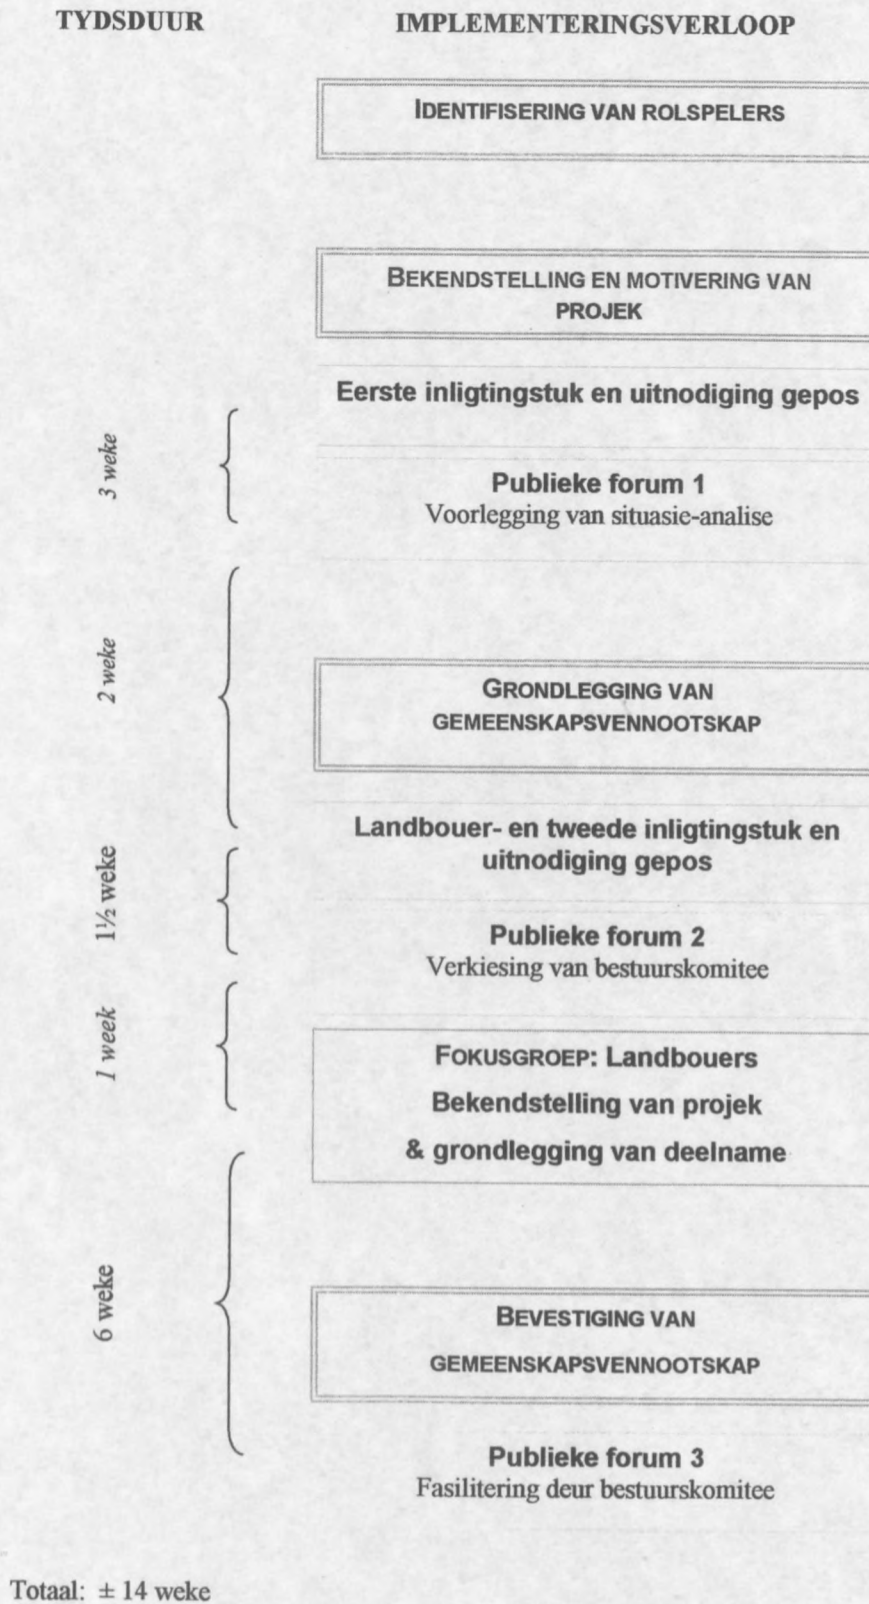 TYDSDUUR
IMPLEMENTERINGSVERLOOP
IDENTIFISERING VAN ROLSPELERS
BEKENDSTELLING EN MOTIVERING VAN
PROJEK
Eerste inligtingstuk en uitnodiging gepos
3 weke
Publieke forum 1
Voorlegging van situasie-analise
2 weke
GRONDLEGGING VAN
GEMEENSKAPSVENNOOTSKAP
Landbouer- en tweede inligtingstuk en
uitnodiging gepos
1½ weke
Publieke forum 2
Verkiesing van bestuurskomitee
1 week
FOKUSGROEP: Landbouers
Bekendstelling van projek
& grondlegging van deelname
6 weke
BEVESTIGING VAN
GEMEENSKAPSVENNOOTSKAP
Publieke forum 3
Fasilitering deur bestuurskomitee
Totaal: ± 14 weke